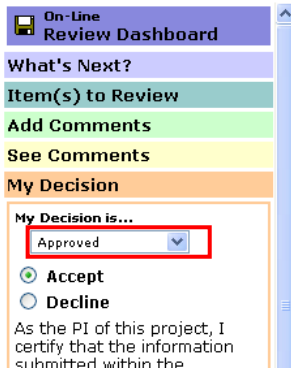 On-Line
Review Dashboard
What's Next?
Item(s) to Review
Add Comments
See Comments
My Decision
My Decision is...
Approved
Accept
Decline
As the PI of this project, I
certify that the information
submitted within the